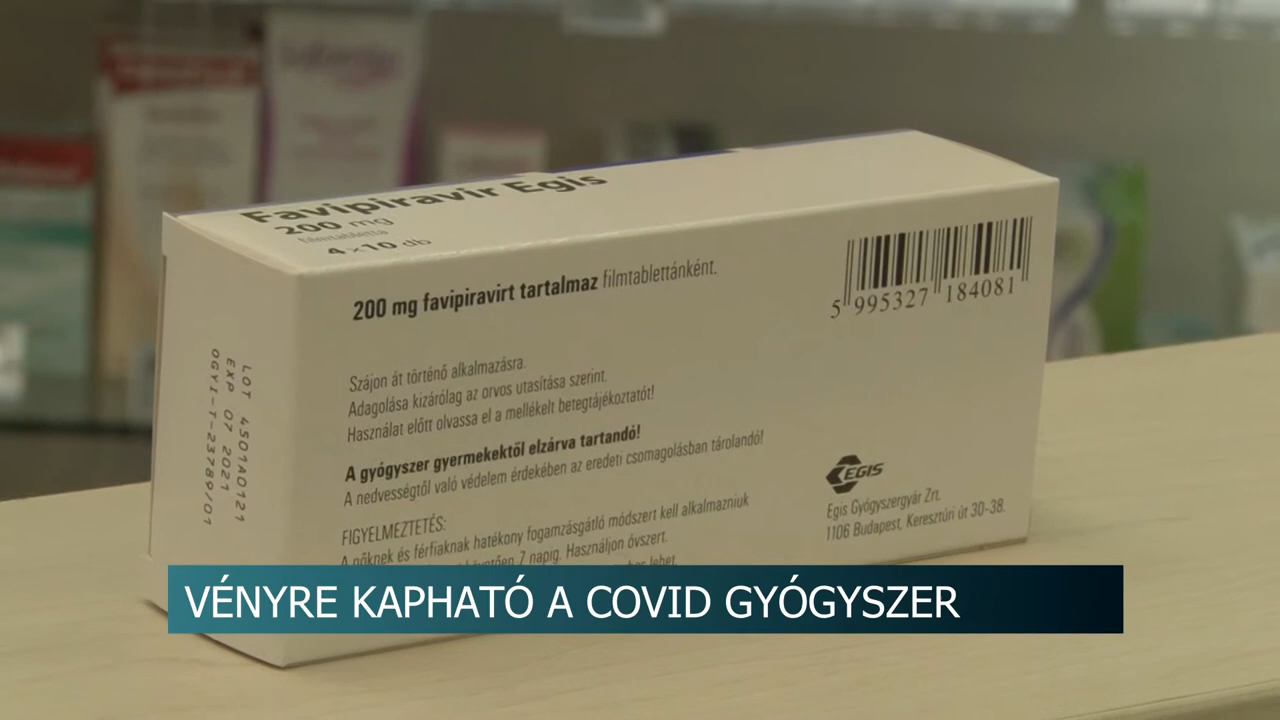 Favipiravir Egis
200 mg
filmtabletta
4×10 db
200 mg favipiravirt tartalmaz filmtablettánként.
5 995327 184081
Szájon át történő alkalmazásra.
Adagolása kizárólag az orvos utasítása szerint.
Használat előtt olvassa el a mellékelt betegtájékoztatót!
A gyógyszer gyermekektől elzárva tartandó!
A nedvességtől való védelem érdekében az eredeti csomagolásban tárolandó!
FIGYELMEZTETÉS:
A nőknek és férfiaknak hatékony fogamzásgátló módszert kell alkalmazniuk
7 napig. Használjon óvszert.
lehet.
EGIS
Egis Gyógyszergyár Zrt.
1106 Budapest, Keresztúri út 30-38.
LOT 4501A0121
EXP 07 2021
OGYI-T-23789/01
VÉNYRE KAPHATÓ A COVID GYÓGYSZER